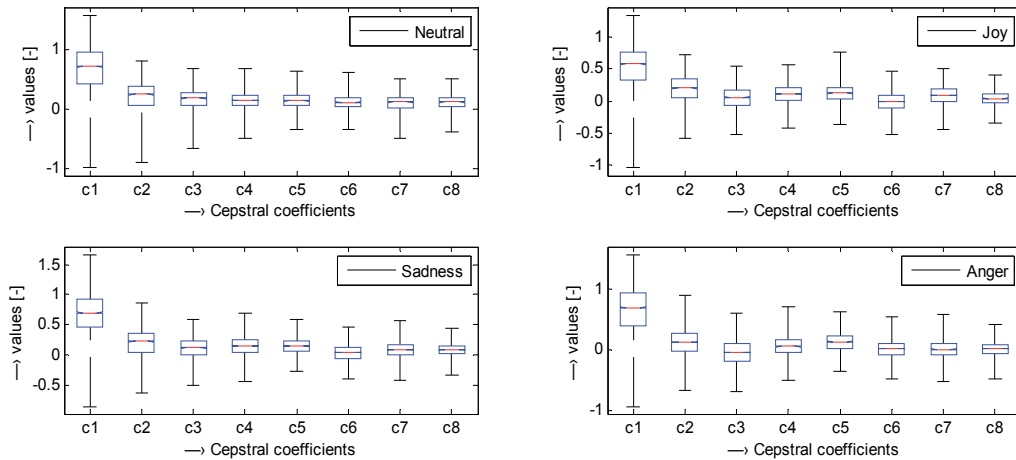 Neutral
—› values [-]
1
0
-1
c1 c2 c3 c4 c5 c6 c7 c8
—› Cepstral coefficients
Joy
—› values [-]
1
0.5
0
0.5
-1
c1 c2 c3 c4 c5 c6 c7 c8
—› Cepstral coefficients
Sadness
—› values [-]
1.5
1
0.5
0
-0.5
c1 c2 c3 c4 c5 c6 c7 c8
—› Cepstral coefficients
Anger
—› values [-]
1
0
-1
c1 c2 c3 c4 c5 c6 c7 c8
—› Cepstral coefficients